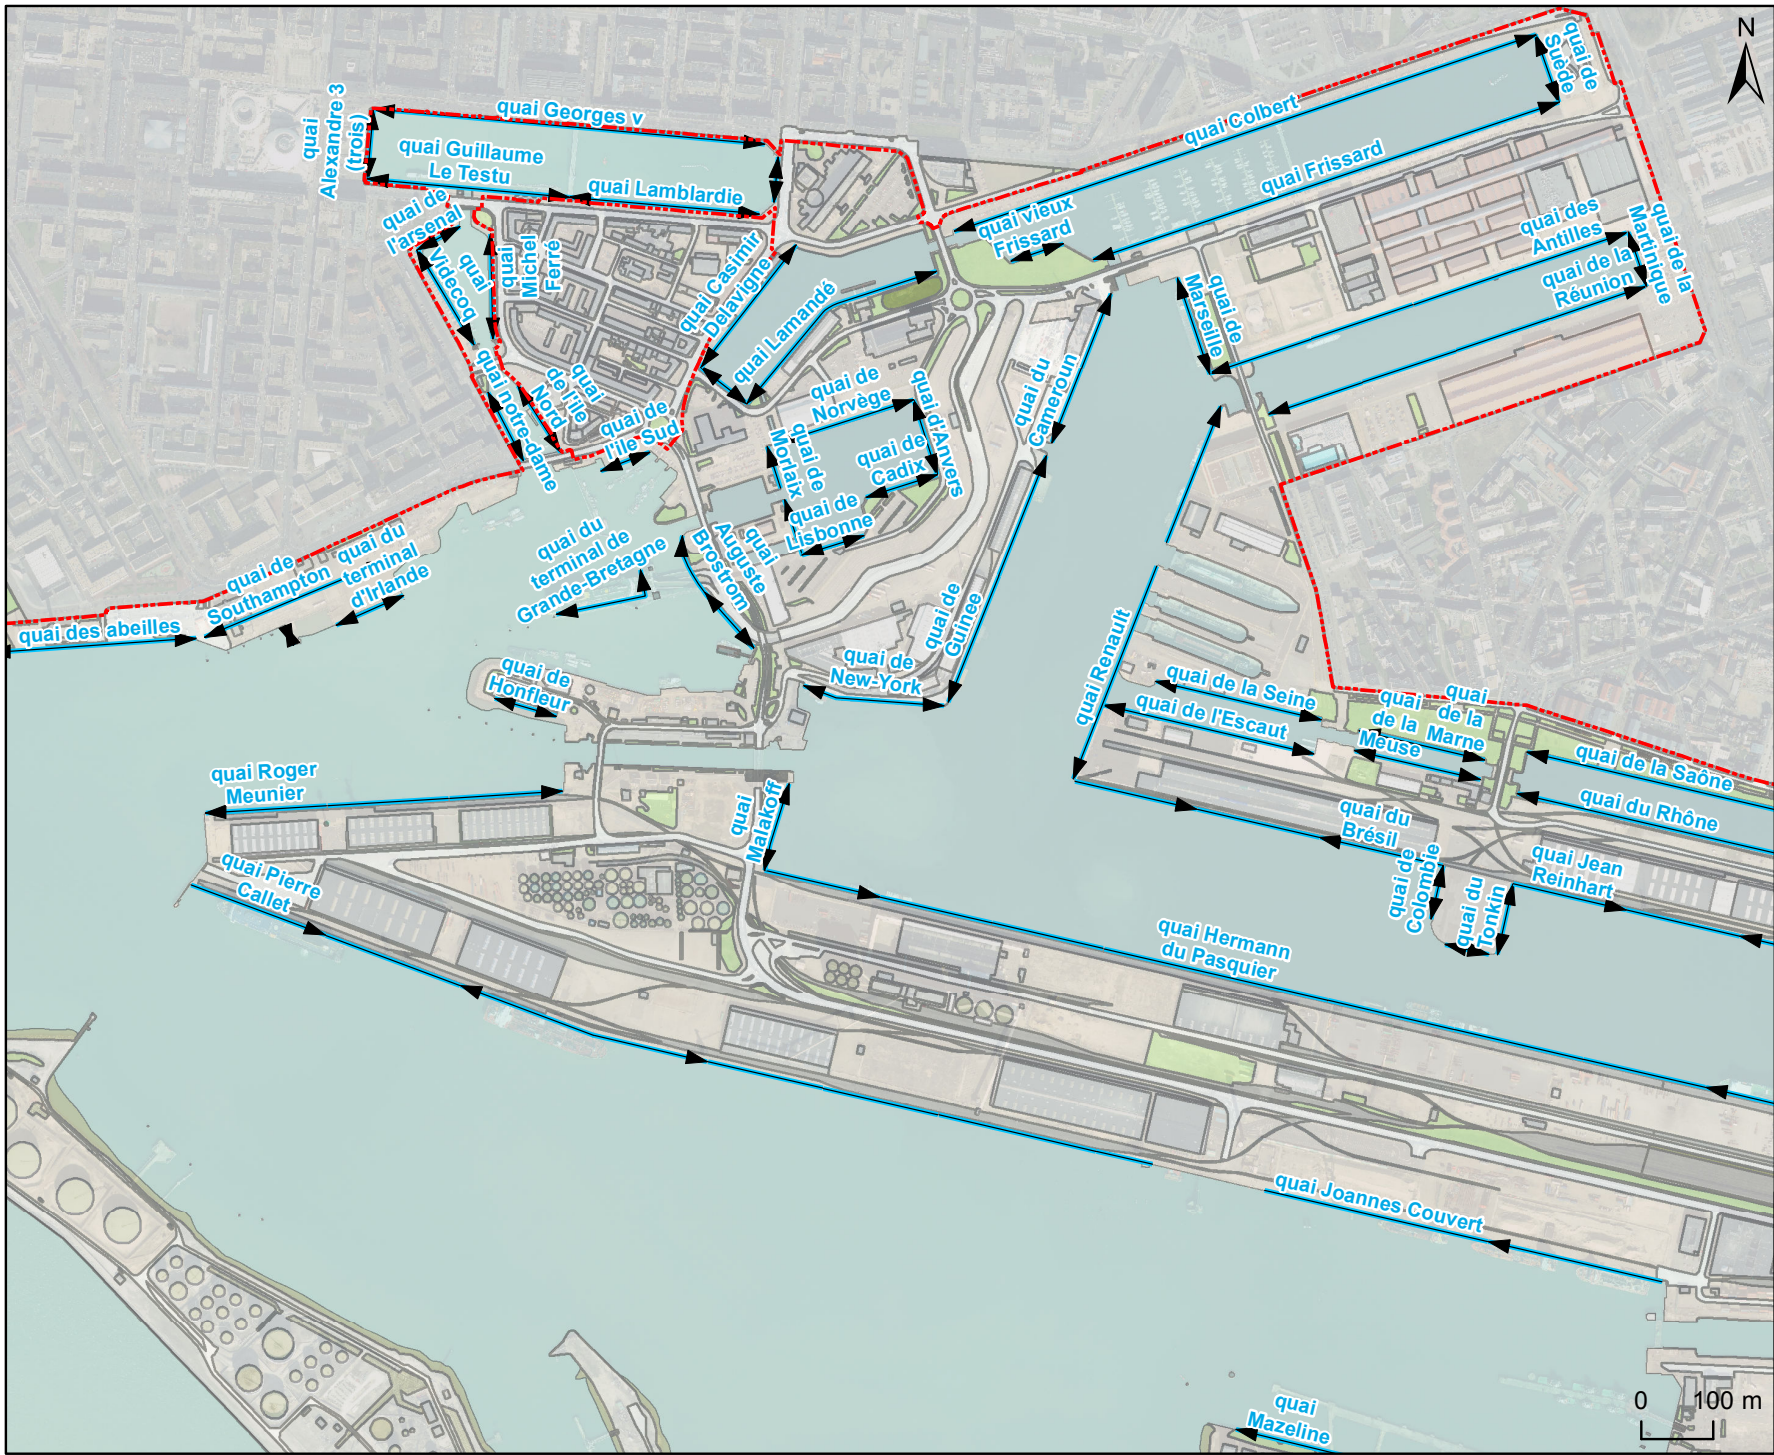 N
quai de
Suède
quai Colbert
quai Georges v
quai
Alexandre 3
(trois)
quai Guillaume
Le Testu
quai Lamblardie
quai Frissard
quai de
l'arsenal
quai vieux
Frissard
quai des
Antilles
quai de la
Martinique
quai de la
Réunion
quai
Videcoq
quai
Michel
Ferré
quai Casimir
Delavigne
quai Lamandé
quai de
Marseille
quai du
Cameroun
quai notre dame
quai
de l'île
Nord
quai de
l'île Sud
quai de
Norvège
quai d'Anvers
quai de
Morlaix
quai de
Cadix
quai de
Lisbonne
quai du
terminal de
Grande-Bretagne
quai
Auguste
Brostrom
quai de
Southampton
quai du
terminal
d'Irlande
quai des abeilles
quai de
Guinee
quai de
New-York
quai Renault
quai de
Honfleur
quai de la Seine
quai de l'Escaut
quai
de la
Meuse
quai
de la
Marne
quai de la Saône
quai du Rhône
quai Roger
Meunier
quai
Malakoff
quai du
Brésil
quai de
Colombie
quai du
Tonkin
quai Jean
Reinhart
quai Pierre
Callet
quai Hermann
du Pasquier
quai Joannes Couvert
quai
Mazeline
0 100 m